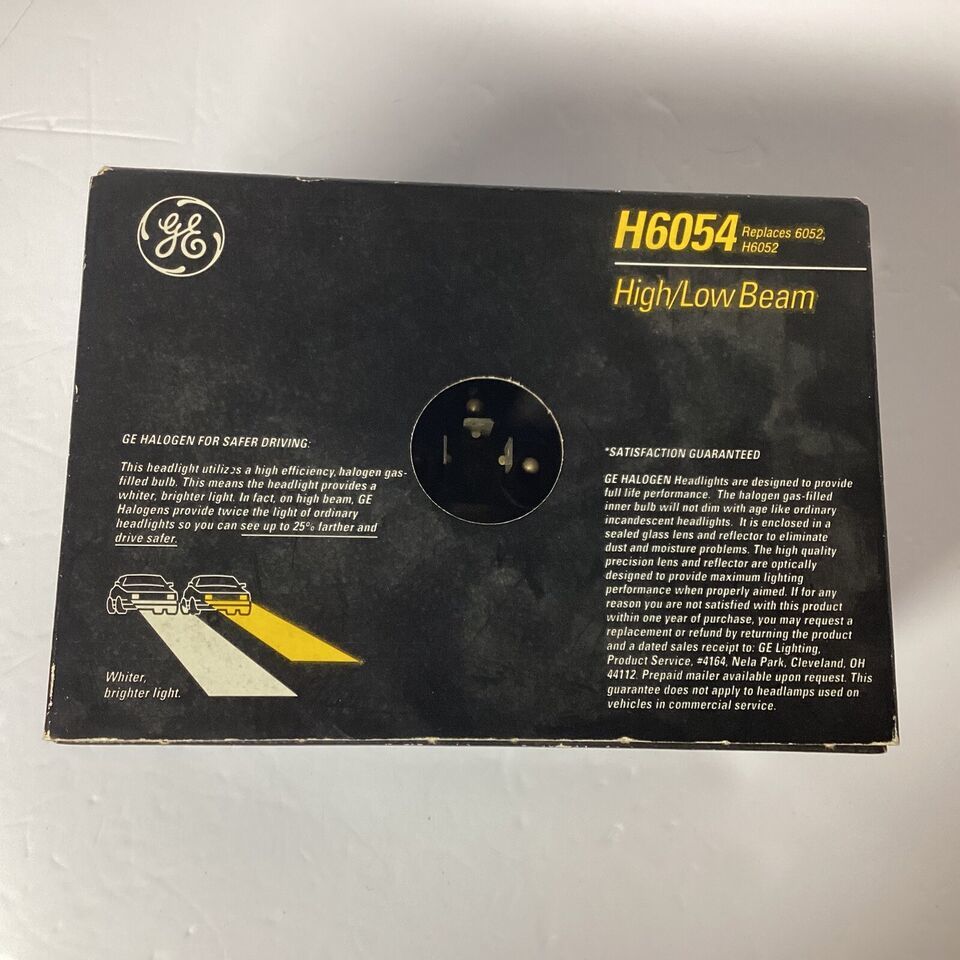 GE
H6054 Replaces 6052,
H6052
High/Low Beam
GE HALOGEN FOR SAFER DRIVING:
This headlight utilizes a high efficiency, halogen gas-
filled bulb. This means the headlight provides a
whiter, brighter light. In fact, on high beam, GE
Halogens provide twice the light of ordinary
headlights so you can see up to 25% farther and
drive safer.
Whiter,
brighter light.
*SATISFACTION GUARANTEED
GE HALOGEN Headlights are designed to provide
full life performance. The halogen gas-filled
inner bulb will not dim with age like ordinary
incandescent headlights. It is enclosed in a
sealed glass lens and reflector to eliminate
dust and moisture problems. The high quality
precision lens and reflector are optically
designed to provide maximum lighting
performance when properly aimed. If for any
reason you are not satisfied with this product
within one year of purchase, you may request a
replacement or refund by returning the product
and a dated sales receipt to: GE Lighting,
Product Service, #4164, Nela Park, Cleveland, OH
44112. Prepaid mailer available upon request. This
guarantee does not apply to headlamps used on
vehicles in commercial service.